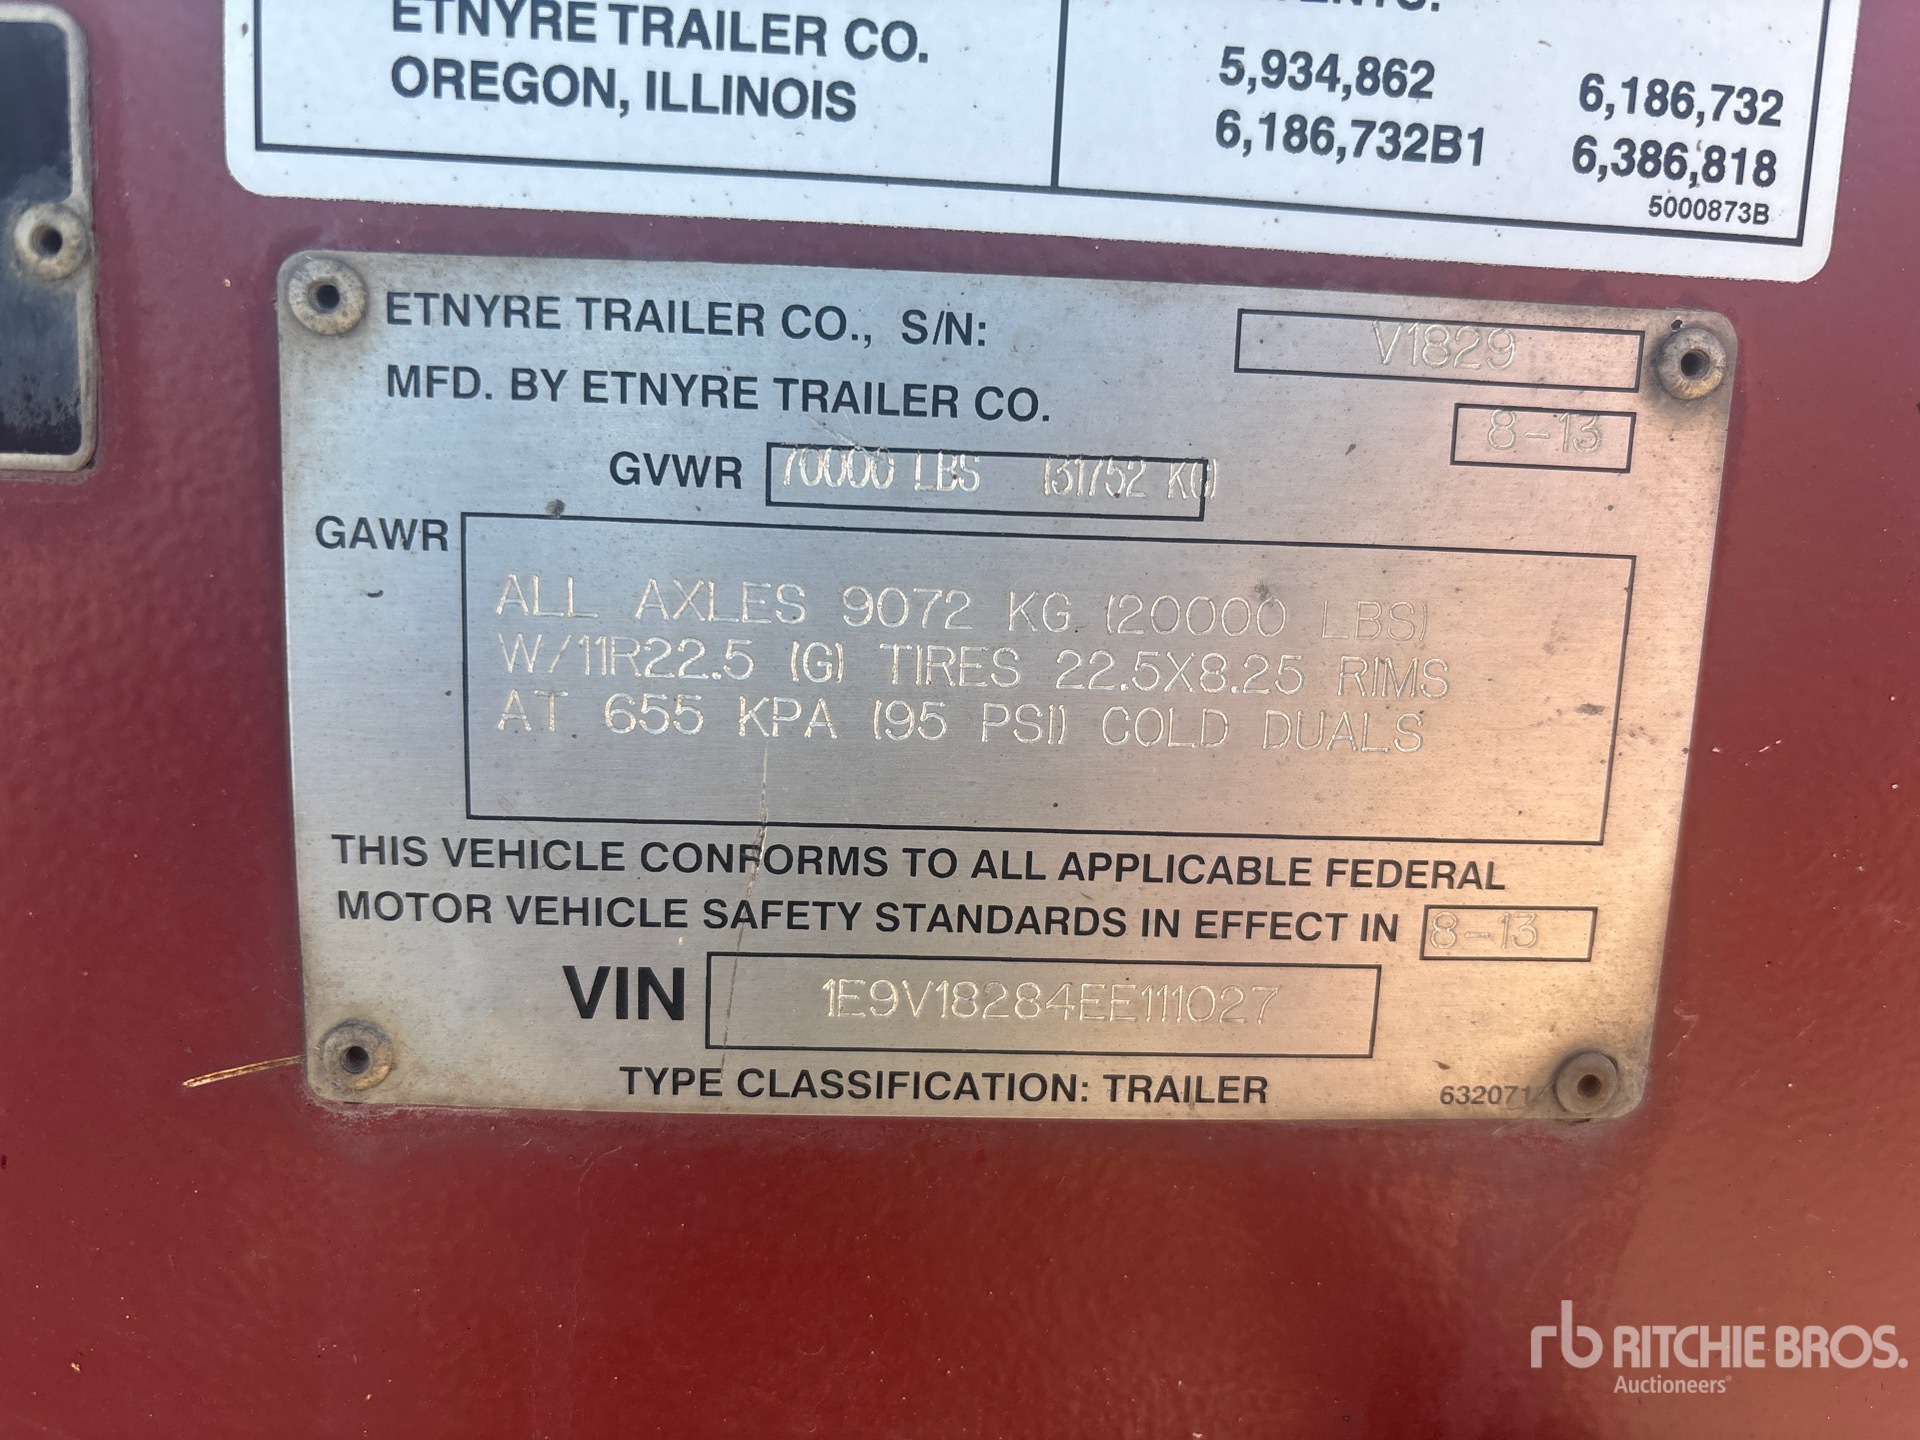 ETNYRE TRAILER CO.
OREGON, ILLINOIS
5,934,862 6,186,732
6,186,732B1 6,386,818
5000873B
ETNYRE TRAILER CO., S/N: V1829
MFD. BY ETNYRE TRAILER CO. 8-13
GVWR 70000 LBS (31752 KG)
GAWR
ALL AXLES 9072 KG (20000 LBS)
W/11R22.5 (G) TIRES 22.5X8.25 RIMS
AT 655 KPA (95 PSI) COLD DUALS
THIS VEHICLE CONFORMS TO ALL APPLICABLE FEDERAL
MOTOR VEHICLE SAFETY STANDARDS IN EFFECT IN 8-13
VIN 1E9V18284EE111027
TYPE CLASSIFICATION: TRAILER
rb RITCHIE BROS.
Auctioneers